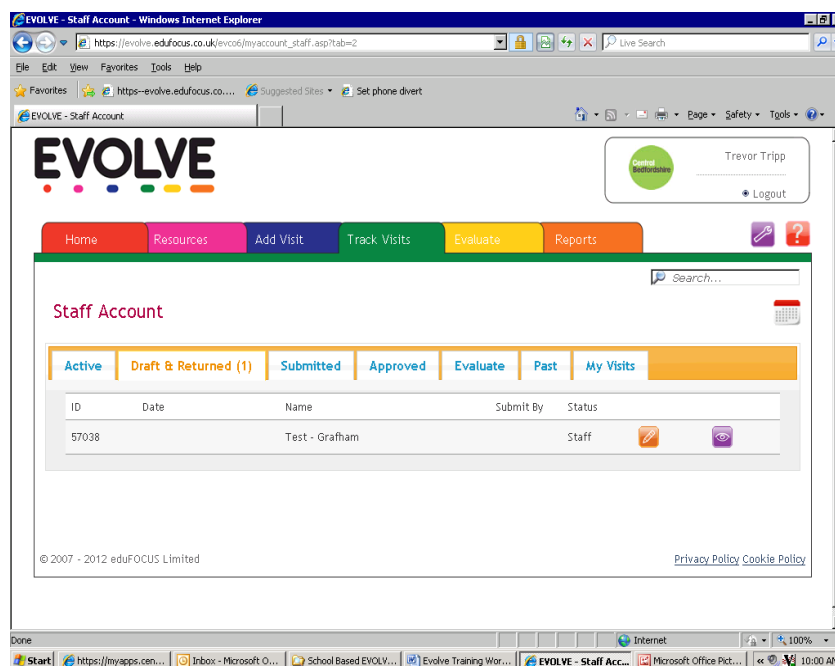 EVOLVE - Staff Account - Windows Internet Explorer
https://evolve.edufocus.co.uk/evco6/myaccount_staff.asp?tab=2
Live Search
File Edit View Favorites Tools Help
Favorites https--evolve.edufocus.co.... Suggested Sites Set phone divert
EVOLVE - Staff Account Page Safety Tools
EVOLVE
Central Bedfordshire
Trevor Tripp
Logout
Home Resources Add Visit Track Visits Evaluate Reports ?
Search...
Staff Account
Active Draft & Returned (1) Submitted Approved Evaluate Past My Visits
ID Date Name Submit By Status
57038 Test - Grafham Staff
© 2007 - 2012 eduFOCUS Limited Privacy Policy Cookie Policy
Done Internet 100%
Start https://myapps.cen... Inbox - Microsoft O... School Based EVOLV... Evolve Training Wor... EVOLVE - Staff Acc... Microsoft Office Pict... « 10:00 AM